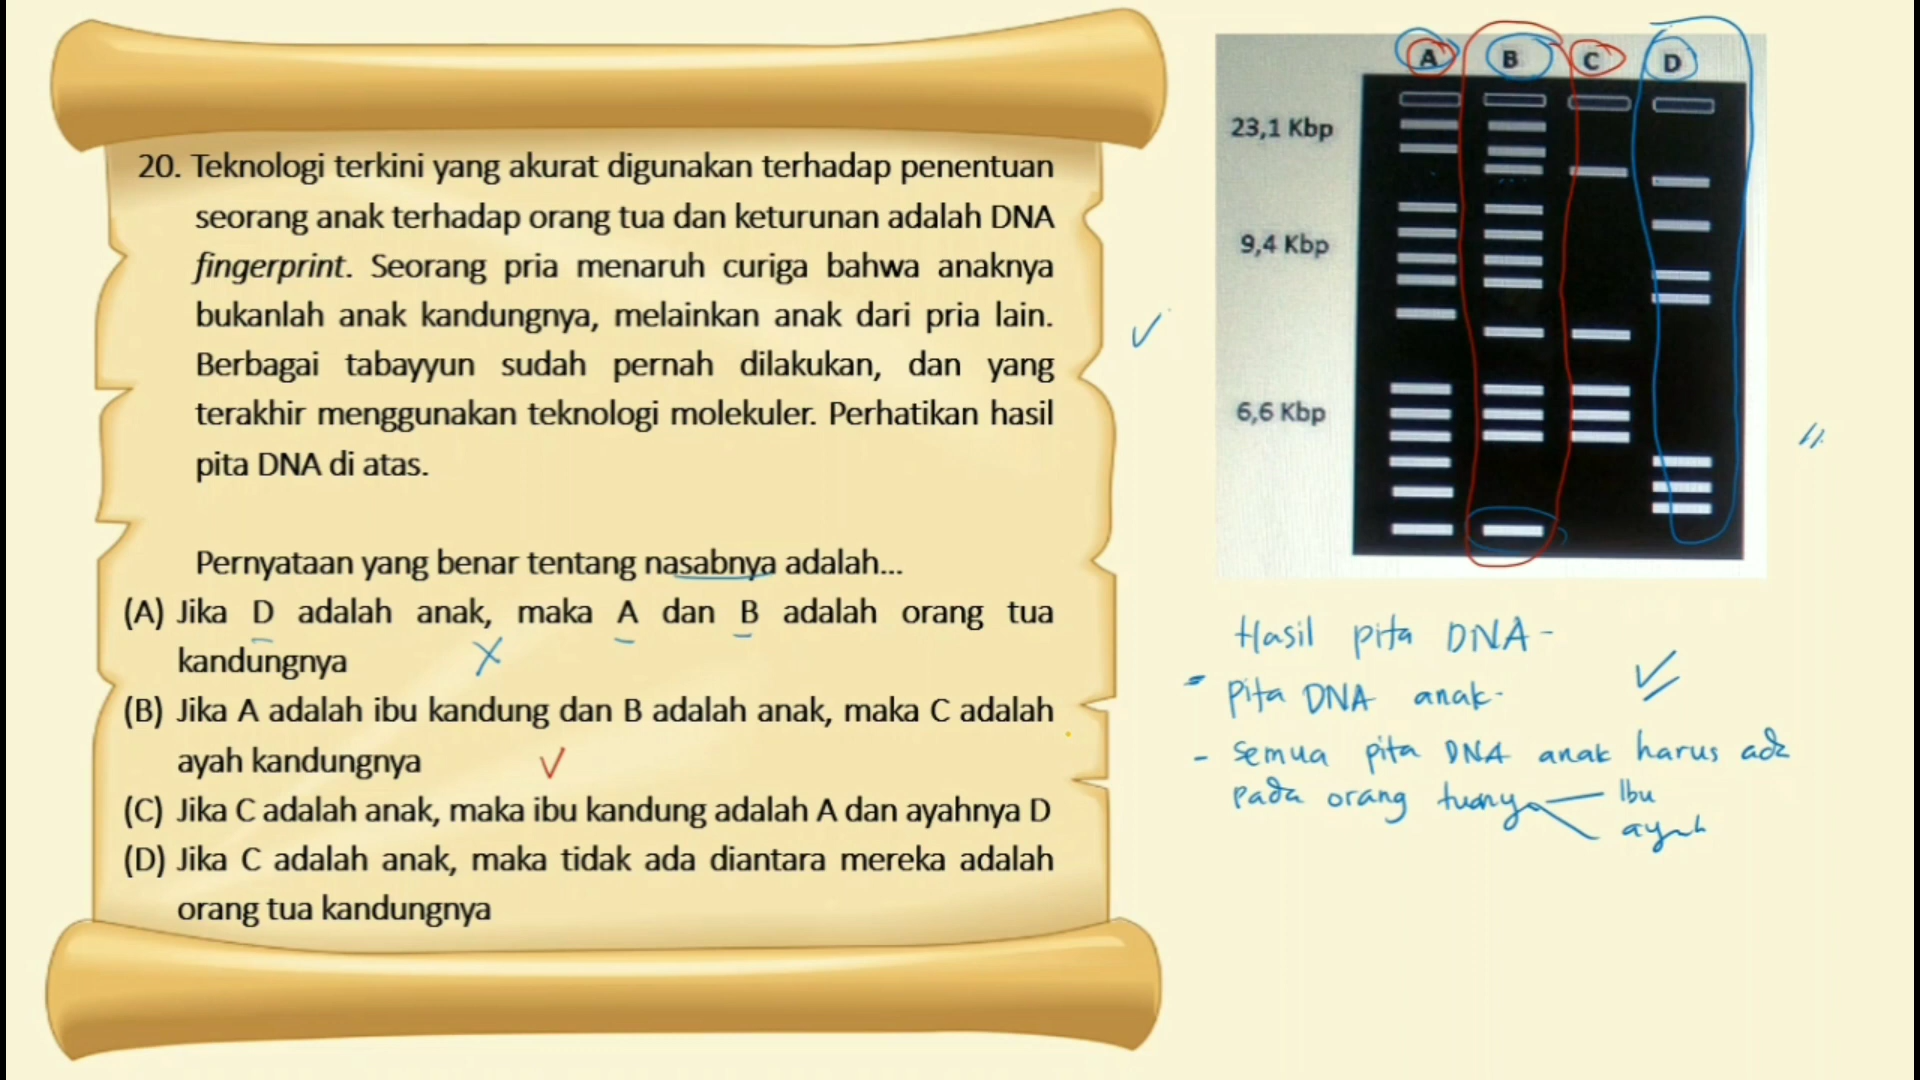 20. Teknologi terkini yang akurat digunakan terhadap penentuan
seorang anak terhadap orang tua dan keturunan adalah DNA
fingerprint. Seorang pria menaruh curiga bahwa anaknya
bukanlah anak kandungnya, melainkan anak dari pria lain.
Berbagai tabayyun sudah pernah dilakukan, dan yang
terakhir menggunakan teknologi molekuler. Perhatikan hasil
pita DNA di atas.
Pernyataan yang benar tentang nasabnya adalah...
(A) Jika D adalah anak, maka A dan B adalah orang tua
kandungnya
(B) Jika A adalah ibu kandung dan B adalah anak, maka C adalah
ayah kandungnya
(C) Jika C adalah anak, maka ibu kandung adalah A dan ayahnya D
(D) Jika C adalah anak, maka tidak ada diantara mereka adalah
orang tua kandungnya
A B C D
23,1 Kbp
9,4 Kbp
6,6 Kbp
Hasil pita DNA -
pita DNA anak.
- semua pita DNA anak harus ada
pada orang tuanya
Ibu
ayah